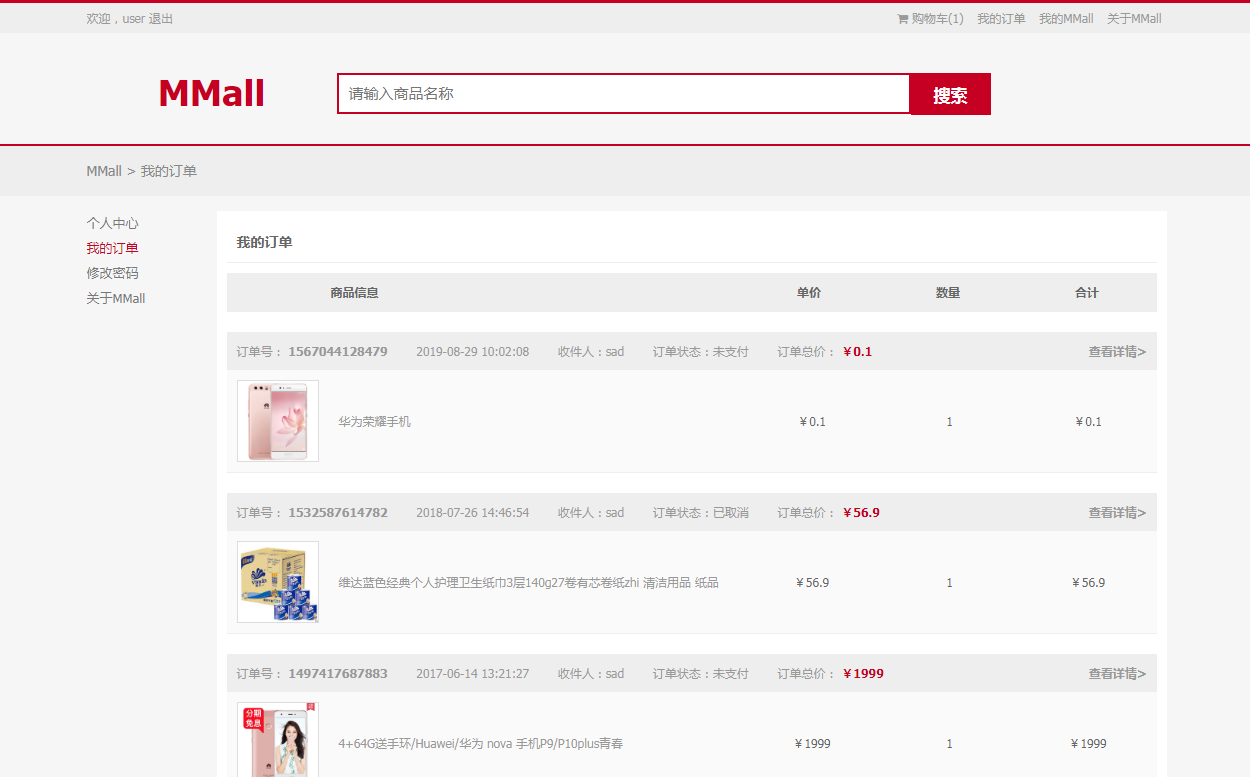 欢迎，user 退出
购物车(1) 我的订单 我的MMall 关于MMall
MMall
请输入商品名称
搜索
MMall > 我的订单
个人中心
我的订单
修改密码
关于MMall
我的订单
商品信息 单价 数量 合计
订单号： 1567044128479 2019-08-29 10:02:08 收件人：sad 订单状态：未支付 订单总价： ￥0.1 查看详情>
华为荣耀手机 ￥0.1 1 ￥0.1
订单号： 1532587614782 2018-07-26 14:46:54 收件人：sad 订单状态：已取消 订单总价： ￥56.9 查看详情>
Vinda
维达蓝色经典个人护理卫生纸巾3层140g27卷有芯卷纸zhi 清洁用品 纸品 ￥56.9 1 ￥56.9
订单号： 1497417687883 2017-06-14 13:21:27 收件人：sad 订单状态：未支付 订单总价： ￥1999 查看详情>
分期
免息
4+64G送手环/Huawei/华为 nova 手机P9/P10plus青春 ￥1999 1 ￥1999